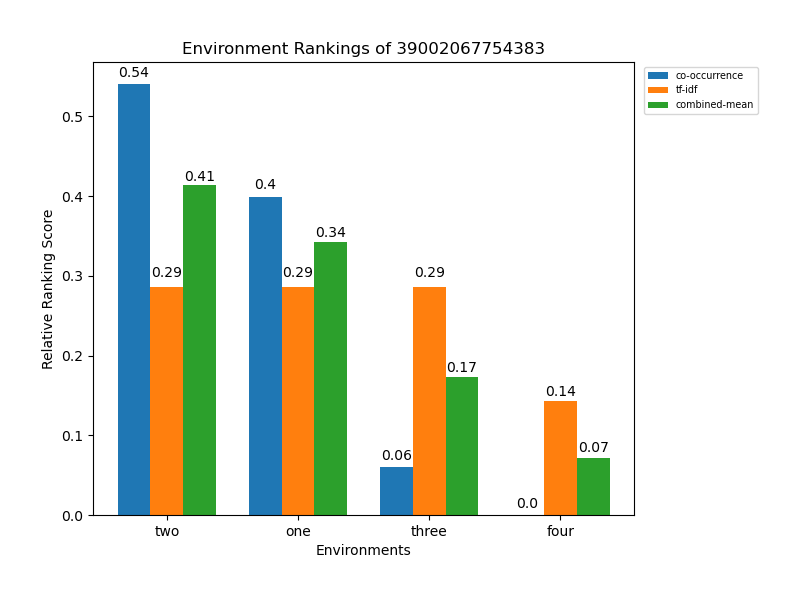 Environment Rankings of 39002067754383
co-occurrence
tf-idf
combined-mean
Relative Ranking Score
0.5
0.4
0.3
0.2
0.1
0.0
0.54
0.29
0.41
0.4
0.29
0.34
0.06
0.29
0.17
0.0
0.14
0.07
two
one
three
four
Environments